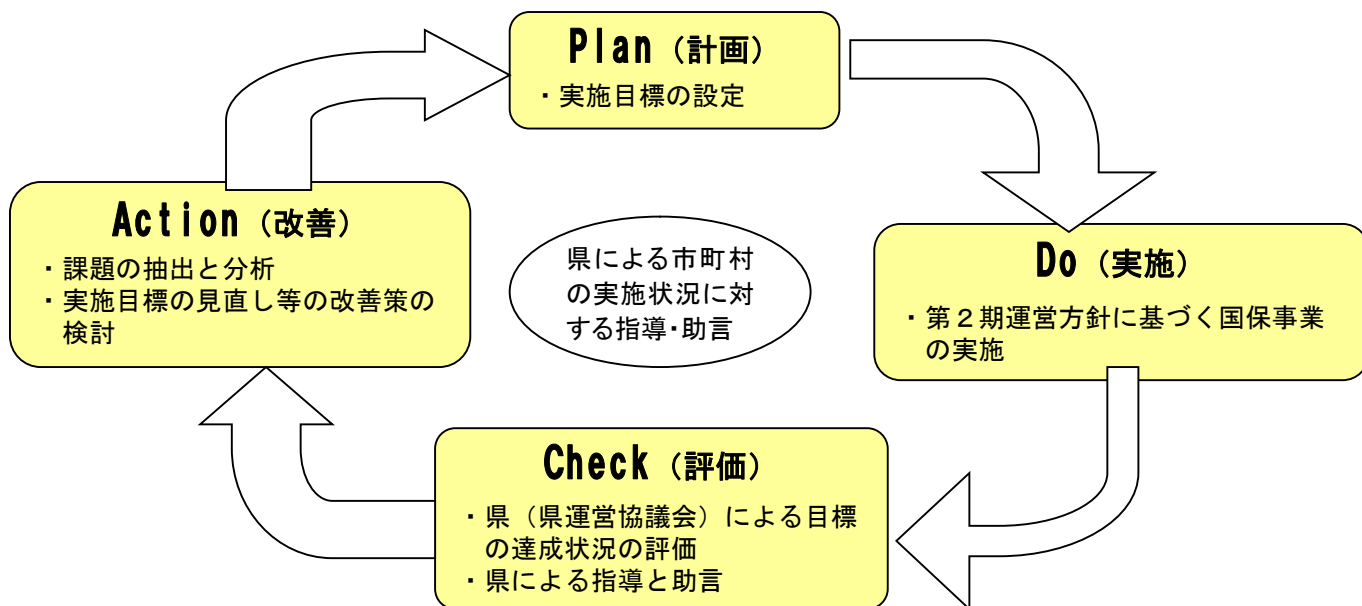 Plan（計画）
・実施目標の設定
Action（改善）
・課題の抽出と分析
・実施目標の見直し等の改善策の
検討
県による市町村
の実施状況に対
する指導・助言
Do（実施）
・第２期運営方針に基づく国保事業
の実施
Check（評価）
・県（県運営協議会）による目標
の達成状況の評価
・県による指導と助言